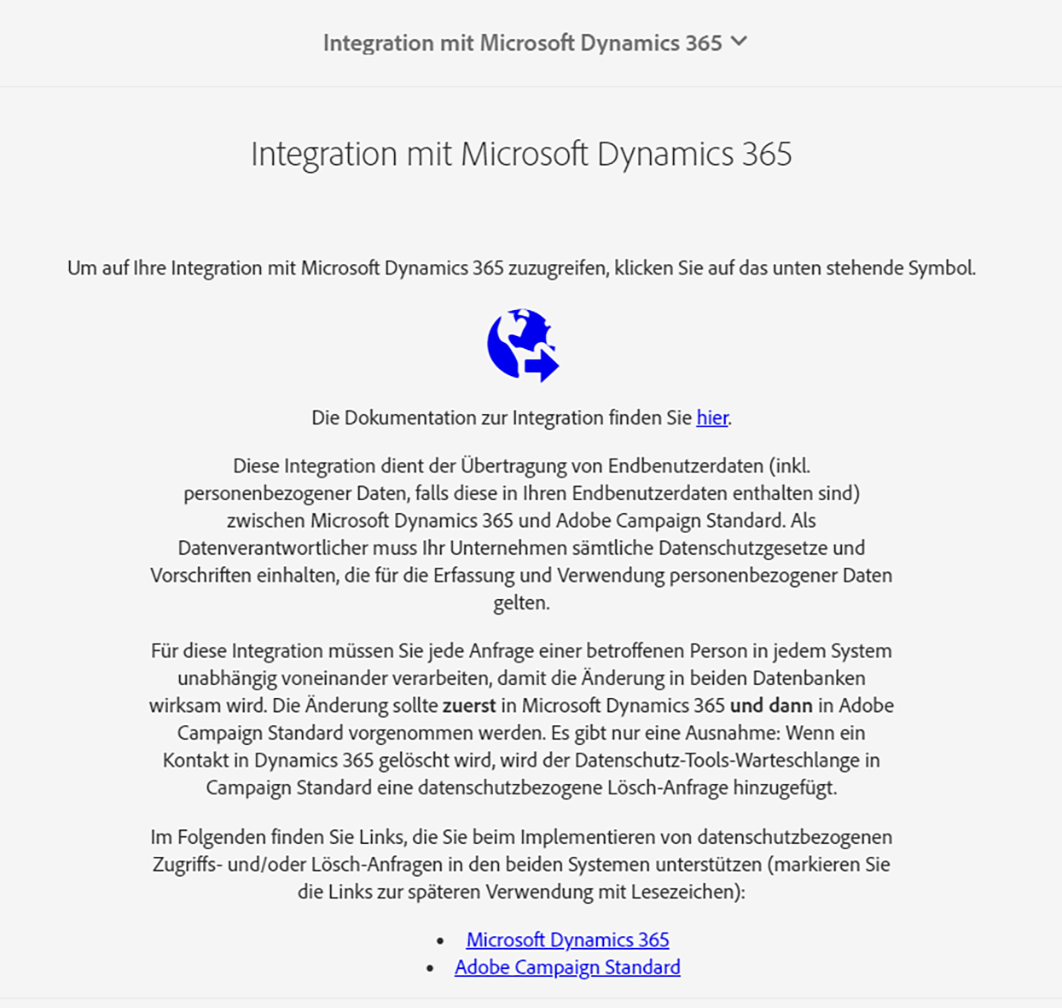 Integration mit Microsoft Dynamics 365
Integration mit Microsoft Dynamics 365
Um auf Ihre Integration mit Microsoft Dynamics 365 zuzugreifen, klicken Sie auf das unten stehende Symbol.
Die Dokumentation zur Integration finden Sie hier.
Diese Integration dient der Übertragung von Endbenutzerdaten (inkl.
personenbezogener Daten, falls diese in Ihren Endbenutzerdaten enthalten sind)
zwischen Microsoft Dynamics 365 und Adobe Campaign Standard. Als
Datenverantwortlicher muss Ihr Unternehmen sämtliche Datenschutzgesetze und
Vorschriften einhalten, die für die Erfassung und Verwendung personenbezogener Daten
gelten.
Für diese Integration müssen Sie jede Anfrage einer betroffenen Person in jedem System
unabhängig voneinander verarbeiten, damit die Änderung in beiden Datenbanken
wirksam wird. Die Änderung sollte zuerst in Microsoft Dynamics 365 und dann in Adobe
Campaign Standard vorgenommen werden. Es gibt nur eine Ausnahme: Wenn ein
Kontakt in Dynamics 365 gelöscht wird, wird der Datenschutz-Tools-Warteschlange in
Campaign Standard eine datenschutzbezogene Lösch-Anfrage hinzugefügt.
Im Folgenden finden Sie Links, die Sie beim Implementieren von datenschutzbezogenen
Zugriffs- und/oder Lösch-Anfragen in den beiden Systemen unterstützen (markieren Sie
die Links zur späteren Verwendung mit Lesezeichen):
• Microsoft Dynamics 365
• Adobe Campaign Standard